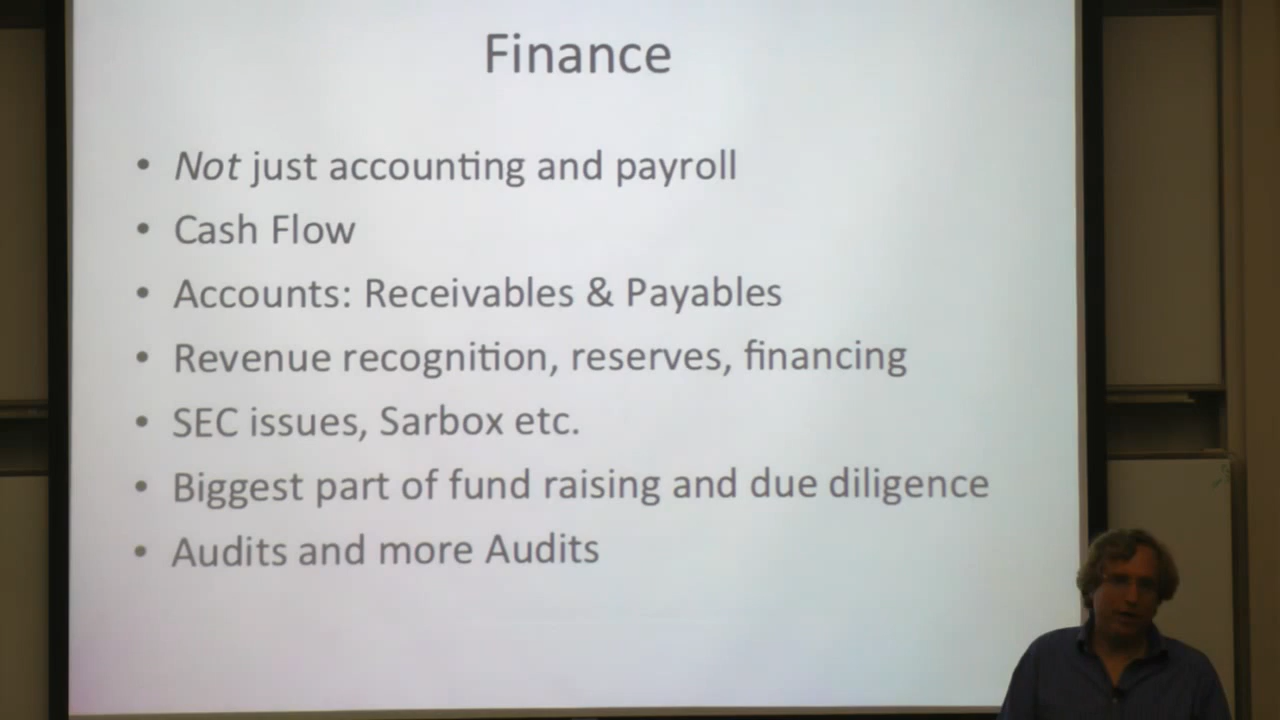 Finance
• Not just accounting and payroll
• Cash Flow
• Accounts: Receivables & Payables
• Revenue recognition, reserves, financing
• SEC issues, Sarbox etc.
• Biggest part of fund raising and due diligence
• Audits and more Audits